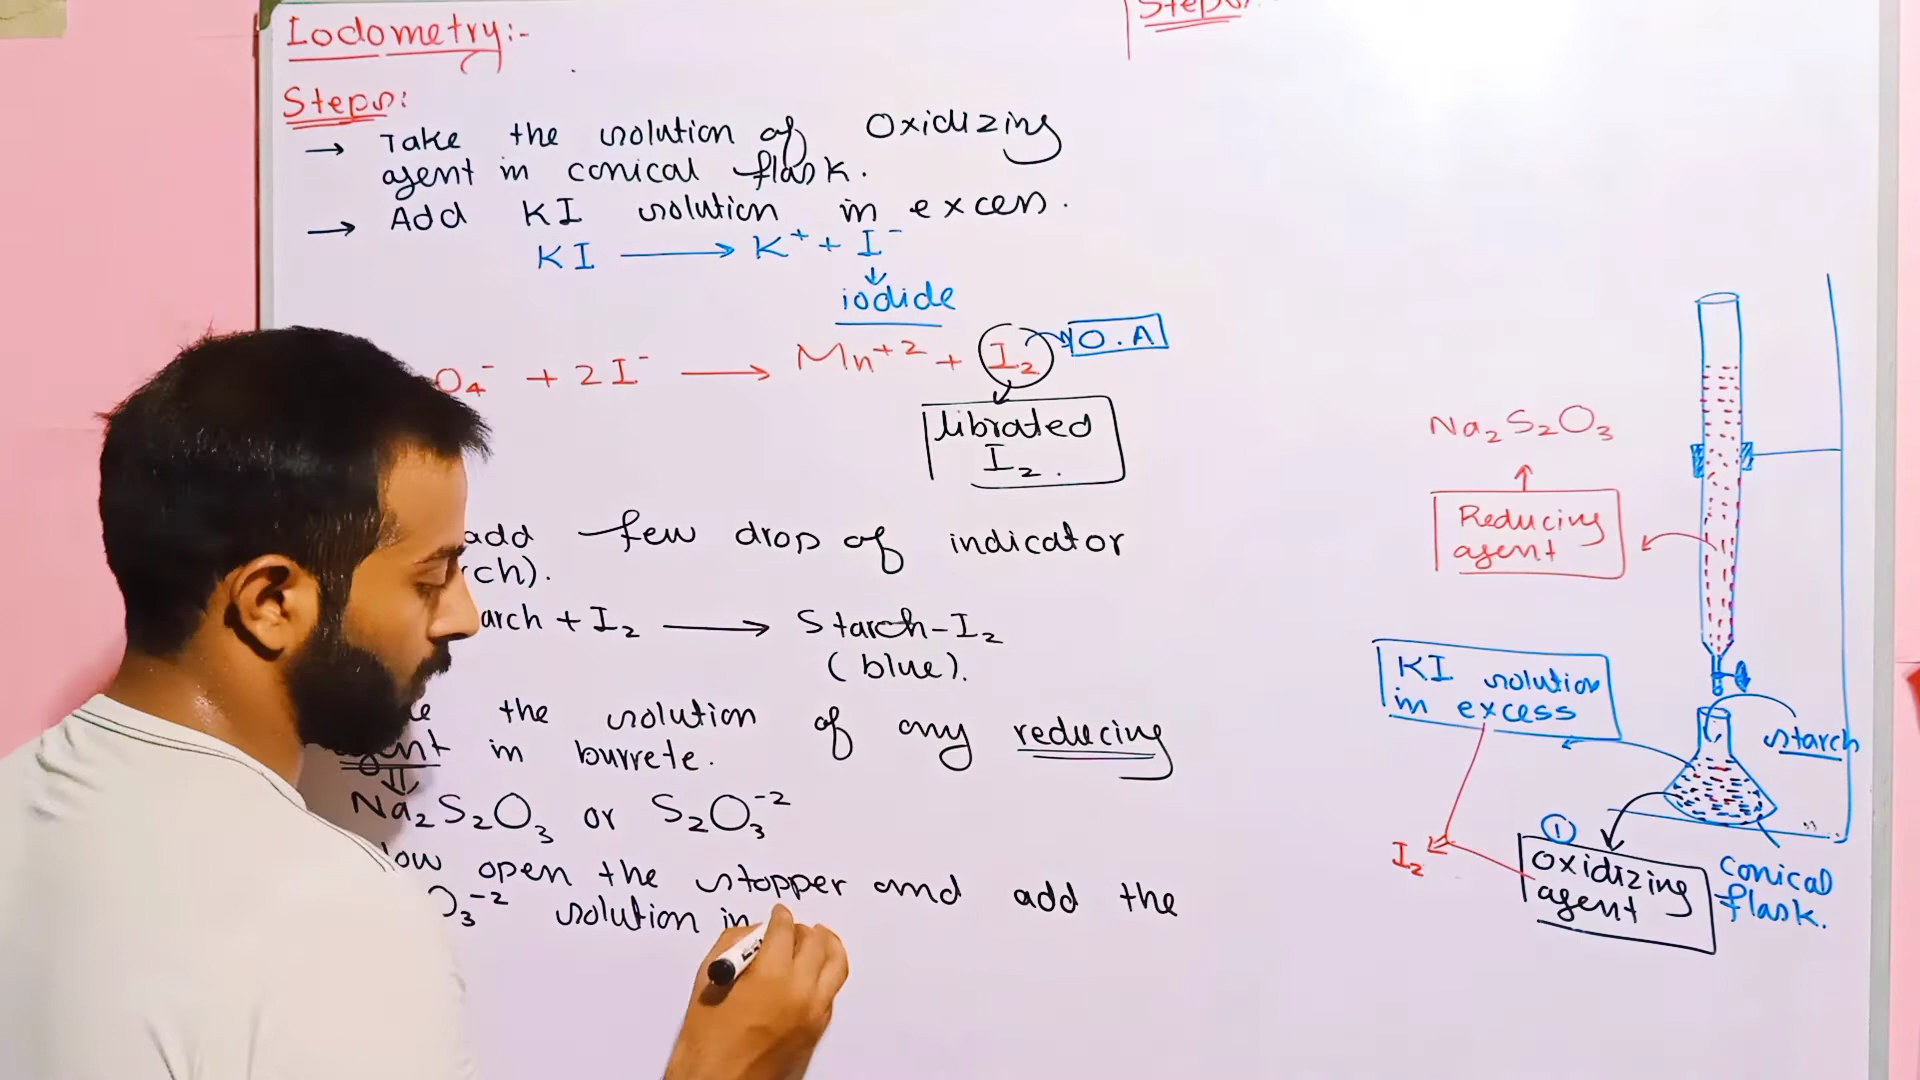 Iodometry:-
Steps:
→ Take the solution of Oxidizing
agent in conical flask.
→ Add KI solution in excess.
KI ⟶ K⁺ + I⁻
↓
iodide
O₄⁻ + 2I⁻ ⟶ Mn⁺² + I₂ → O.A
librated
I₂.
add few drop of indicator
rch).
arch + I₂ ⟶ Starch-I₂
(blue).
the solution of any reducing
agent in burrete.
Na₂S₂O₃ or S₂O₃⁻²
Now open the stopper and add the
O₃⁻² solution in
Steps:
Na₂S₂O₃
Reducing
agent
KI solution
in excess
starch
I₂
①
Oxidizing
agent
conical
flask.